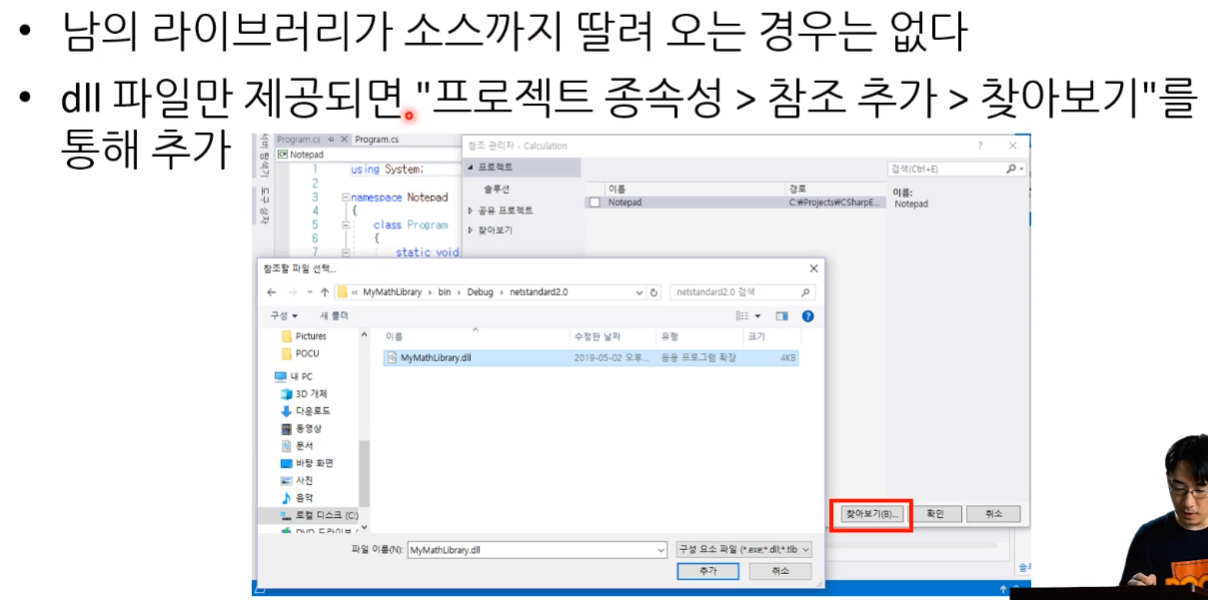 • 남의 라이브러리가 소스까지 딸려 오는 경우는 없다
• dll 파일만 제공되면 "프로젝트 종속성 > 참조 추가 > 찾아보기"를
통해 추가
Program.cs
Program.cs
Notepad
1 using System;
2
3 namespace Notepad
4 {
5 class Program
6 {
7 static void
서버 탐색기
도구 상자
참조 관리자 - Calculation
? ×
프로젝트
솔루션
공유 프로젝트
찾아보기
이름 경로
Notepad C:₩Projects₩CSharpE...
검색(Ctrl+E)
이름:
Notepad
찾아보기(B)... 확인 취소
참조할 파일 선택...
« MyMathLibrary > bin > Debug > netstandard2.0
netstandard2.0 검색
구성 새 폴더
Pictures
POCU
내 PC
3D 개체
다운로드
동영상
문서
바탕 화면
사진
음악
로컬 디스크 (C:)
이름 수정한 날짜 유형 크기
MyMathLibrary.dll 2019-05-02 오후... 응용 프로그램 확장 4KB
파일 이름(N): MyMathLibrary.dll
구성 요소 파일 (*.exe;*.dll;*.tlb
추가 취소